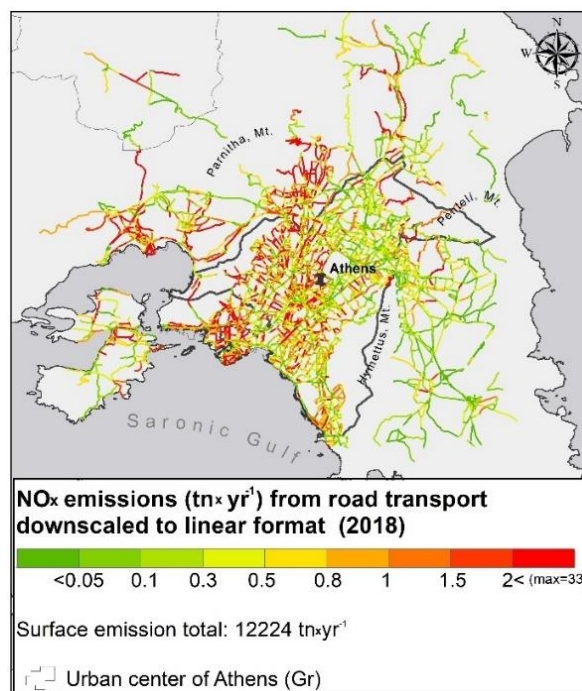 N
W E
S
Parnitha, Mt.
Penteli, Mt.
Athens
Hymettus, Mt.
Saronic Gulf
NOx emissions (tn× yr-1) from road transport
downscaled to linear format (2018)
<0.05 0.1 0.3 0.5 0.8 1 1.5 2< (max=33
Surface emission total: 12224 tn×yr-1
Urban center of Athens (Gr)